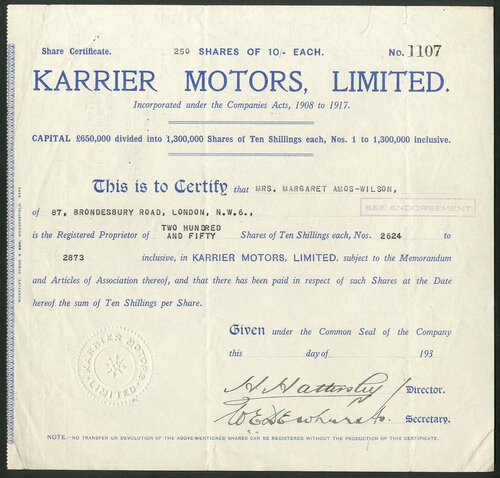 Share Certificate. 250 SHARES OF 10/- EACH. No. 1107
KARRIER MOTORS, LIMITED.
Incorporated under the Companies Acts, 1908 to 1917.
CAPITAL £650,000 divided into 1,300,000 Shares of Ten Shillings each, Nos. 1 to 1,300,000 inclusive.
This is to Certify that MRS. MARGARET AMOS-WILSON,
of 87, BRONDESBURY ROAD, LONDON, N.W.6.,
SEE ENDORSEMENT
is the Registered Proprietor of TWO HUNDRED AND FIFTY Shares of Ten Shillings each, Nos. 2624 to
2873 inclusive, in KARRIER MOTORS, LIMITED, subject to the Memorandum
and Articles of Association thereof, and that there has been paid in respect of such Shares at the Date
hereof the sum of Ten Shillings per Share.
Given under the Common Seal of the Company
this day of 193
KARRIER MOTORS LIMITED
H. Hattersley Director.
W.E. Dewhurst Secretary.
NOTE.—NO TRANSFER OR DEVOLUTION OF THE ABOVE-MENTIONED SHARES CAN BE REGISTERED WITHOUT THE PRODUCTION OF THIS CERTIFICATE.